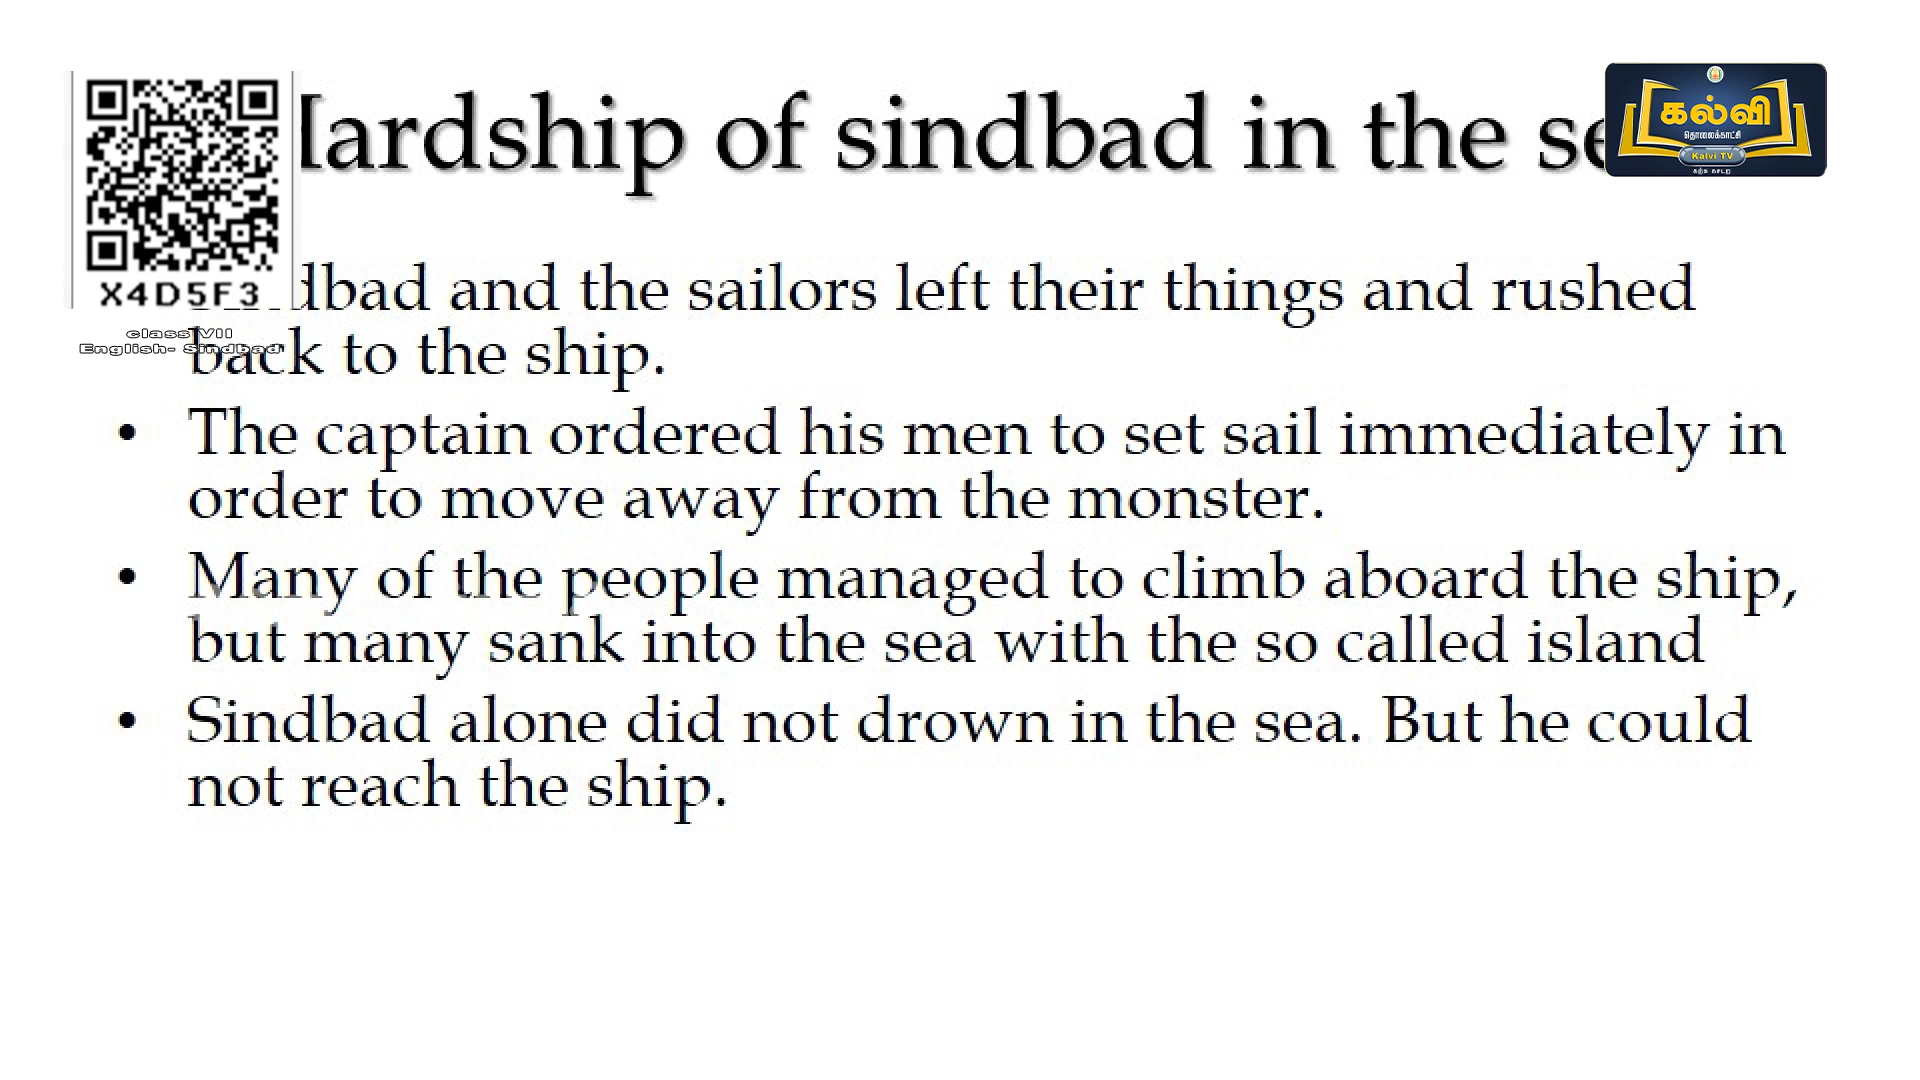 Hardship of sindbad in the se
கல்வி
தொலைக்காட்சி
Kalvi TV
கற்க கசடற
X4D5F3
class VII
English- Sindbad
dbad and the sailors left their things and rushed
back to the ship.
• The captain ordered his men to set sail immediately in
order to move away from the monster.
• Many of the people managed to climb aboard the ship,
but many sank into the sea with the so called island
• Sindbad alone did not drown in the sea. But he could
not reach the ship.